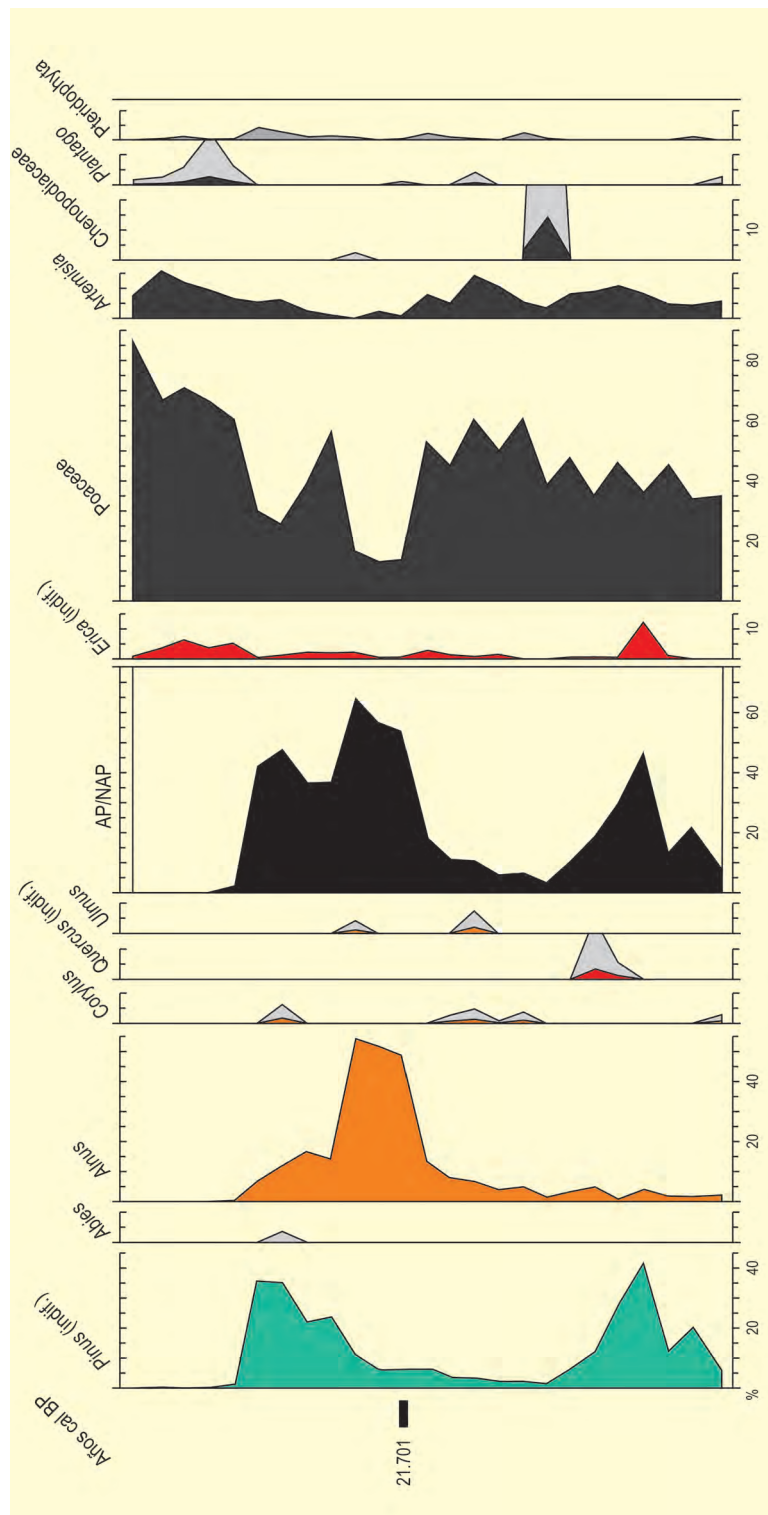 Años cal BP
Pinus (indif.)
Abies
Alnus
Corylus
Quercus (indif.)
Ulmus
AP/NAP
Erica (indif.)
Poaceae
Artemisia
Chenopodiaceae
Plantago
Pteridophyta
21.701
%
20
40
20
40
20
40
60
10
20
40
60
80
10